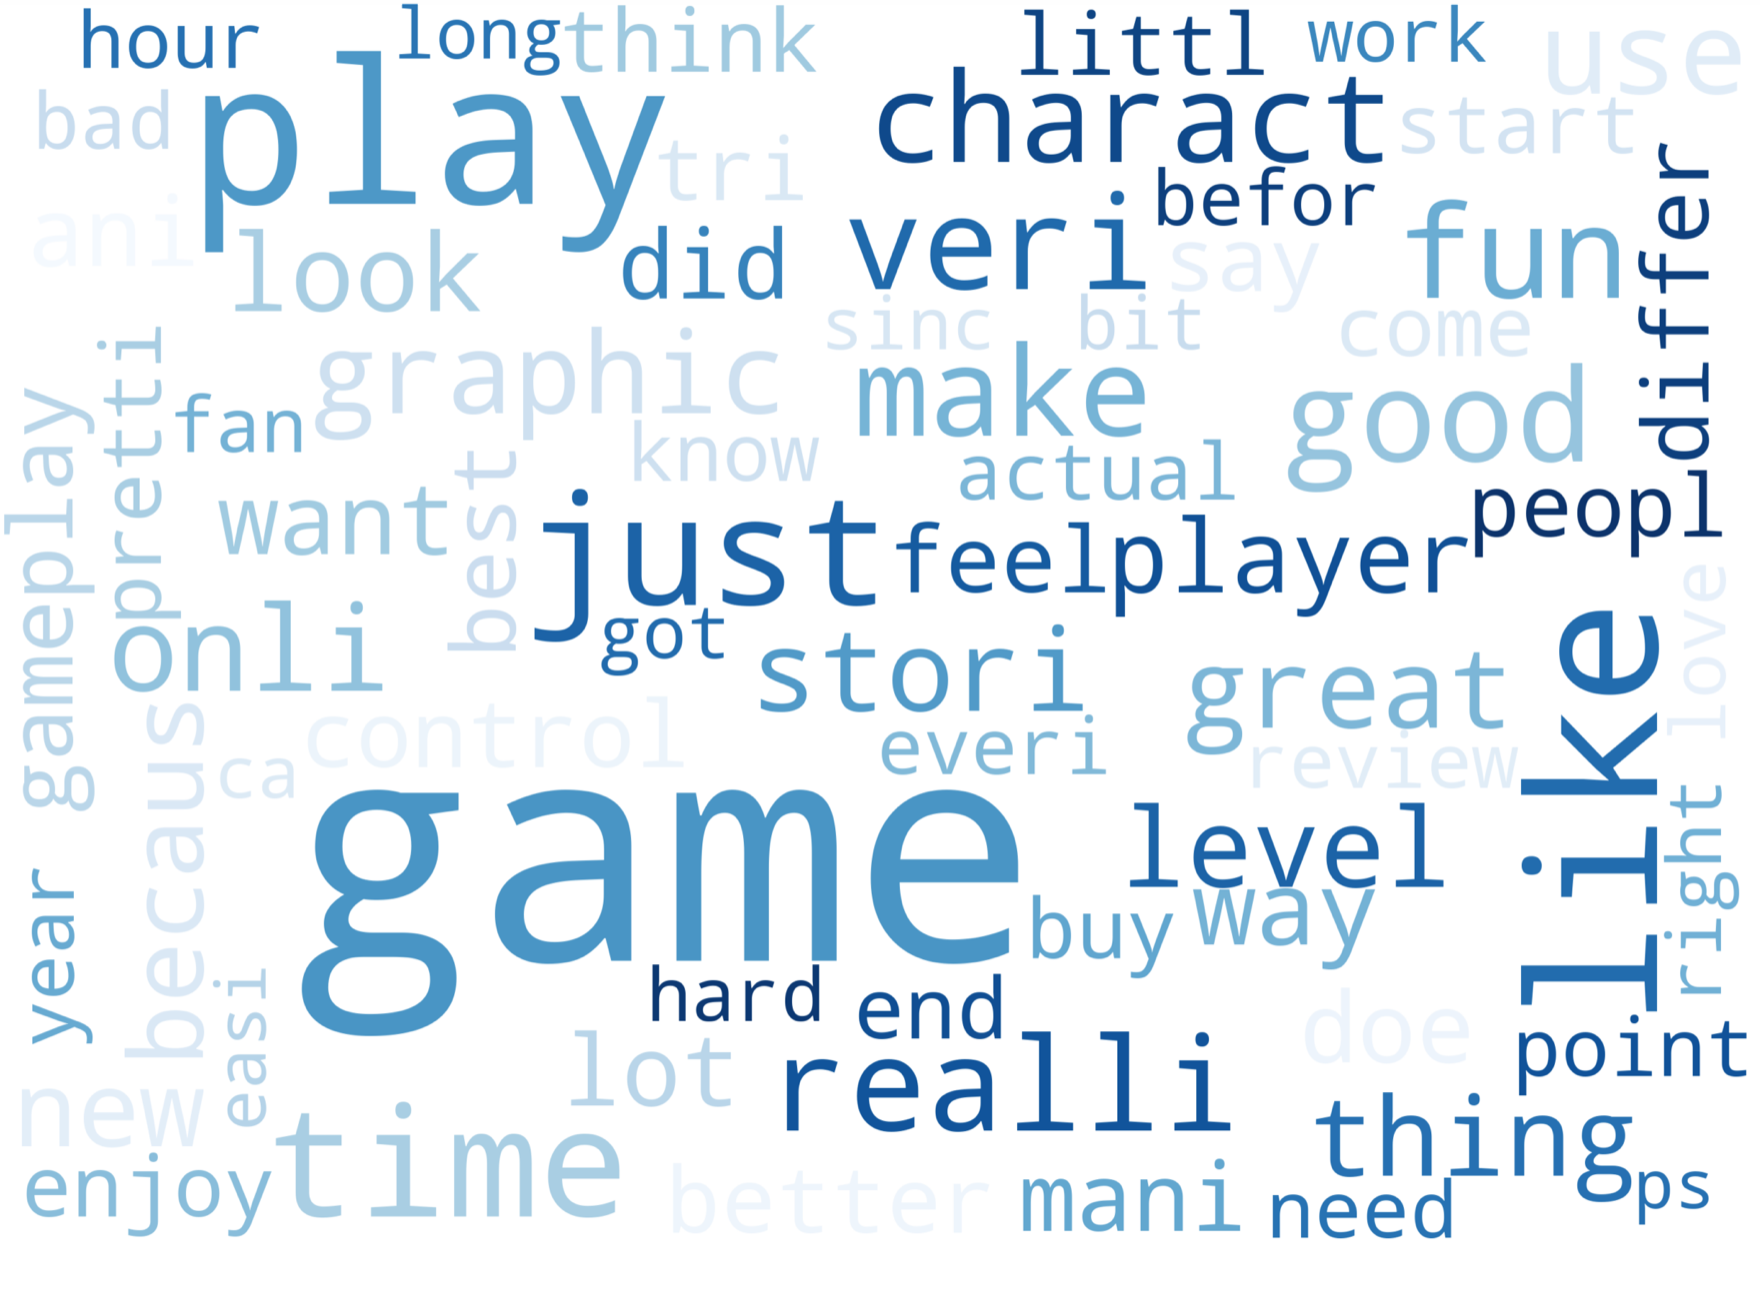 hour
long
think
littl
work
use
bad
play
tri
charact
start
ani
look
did
veri
befor
say
fun
differ
sinc
bit
come
pretti
fan
graphic
know
make
actual
good
gameplay
want
best
just
feel
player
peopl
onli
got
stori
great
love
becaus
ca
control
everi
review
like
game
level
right
year
easi
buy
way
hard
end
doe
point
new
lot
realli
thing
enjoy
time
better
mani
need
ps